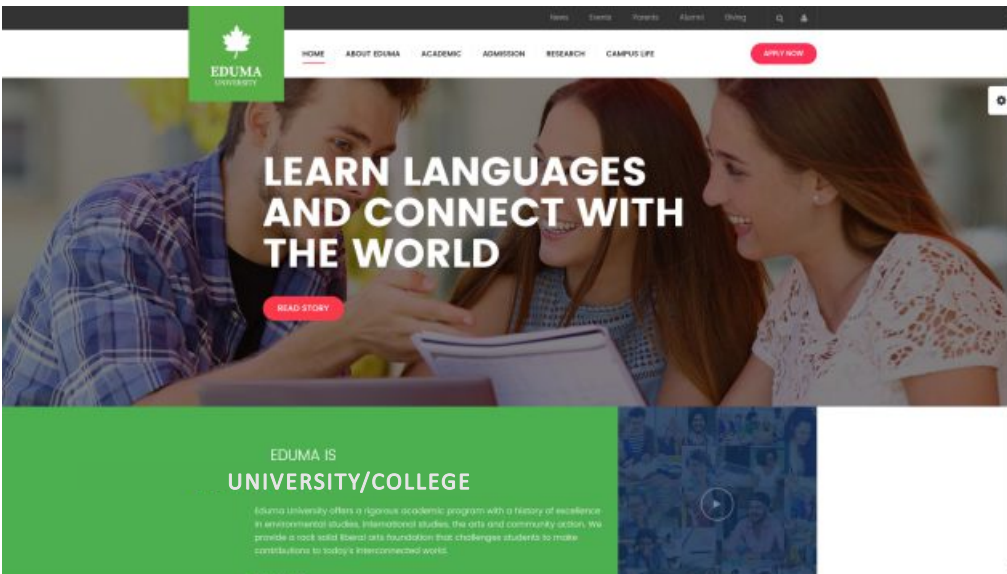 News Events Parents Alumni Giving
EDUMA
UNIVERSITY
HOME ABOUT EDUMA ACADEMIC ADMISSION RESEARCH CAMPUS LIFE APPLY NOW
LEARN LANGUAGES
AND CONNECT WITH
THE WORLD
READ STORY
EDUMA IS
UNIVERSITY/COLLEGE
Eduma University offers a rigorous academic program with a history of excellence
in environmental studies, international studies, the arts and community action. We
provide a rock solid liberal arts foundation that challenges students to make
contributions to today's interconnected world.